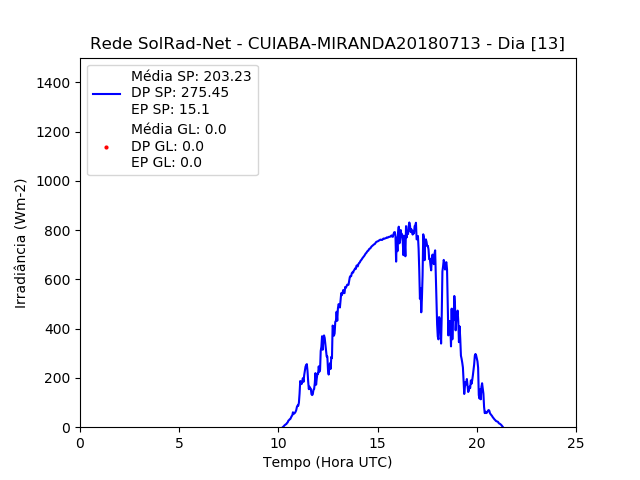 Rede SolRad-Net - CUIABA-MIRANDA20180713 - Dia [13]
Média SP: 203.23
DP SP: 275.45
EP SP: 15.1
Média GL: 0.0
DP GL: 0.0
EP GL: 0.0
1400
1200
1000
800
600
400
200
0
Irradiância (Wm-2)
0 5 10 15 20 25
Tempo (Hora UTC)